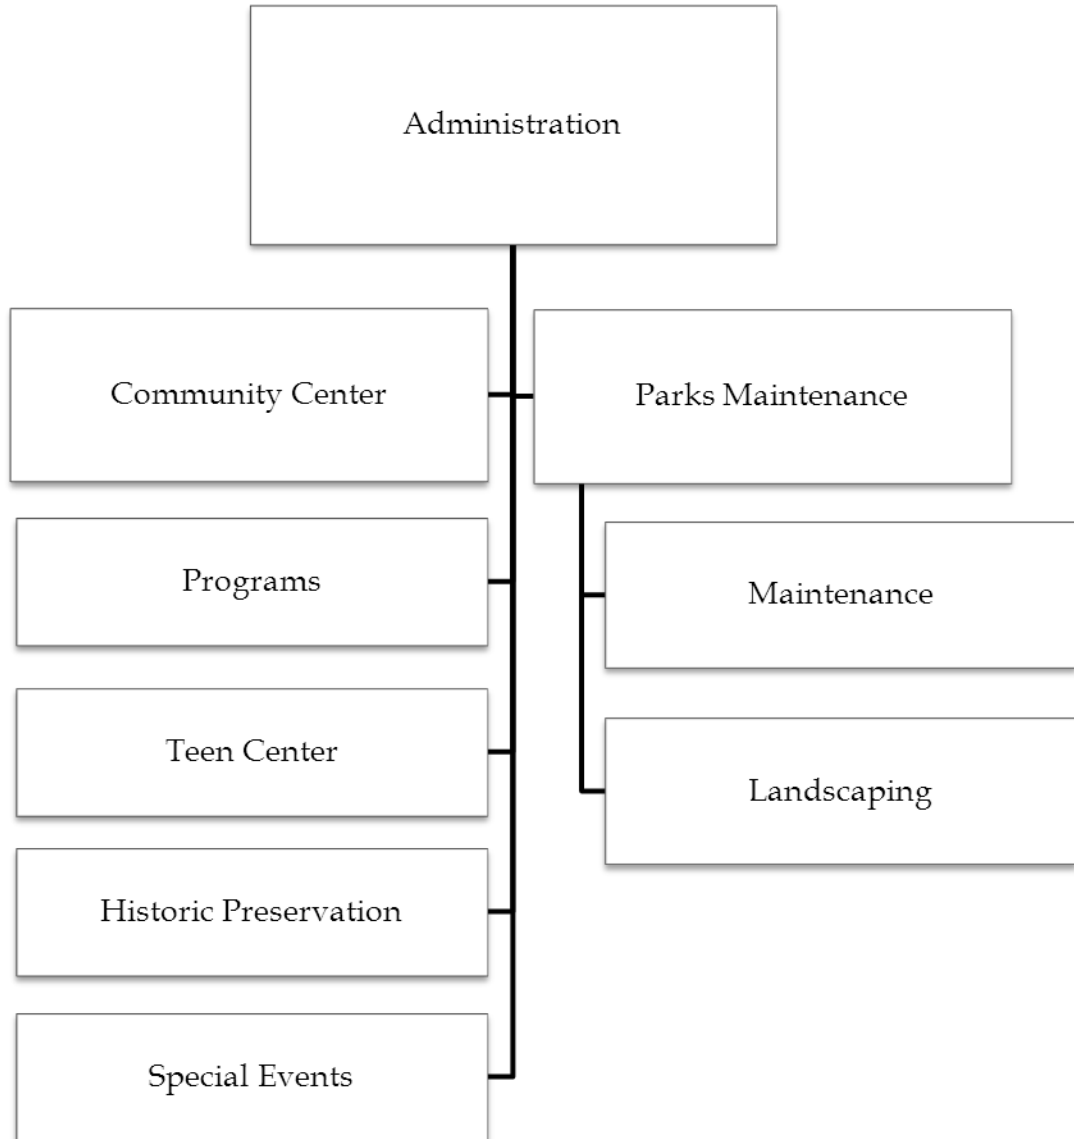 Administration
Community Center
Parks Maintenance
Programs
Maintenance
Teen Center
Landscaping
Historic Preservation
Special Events